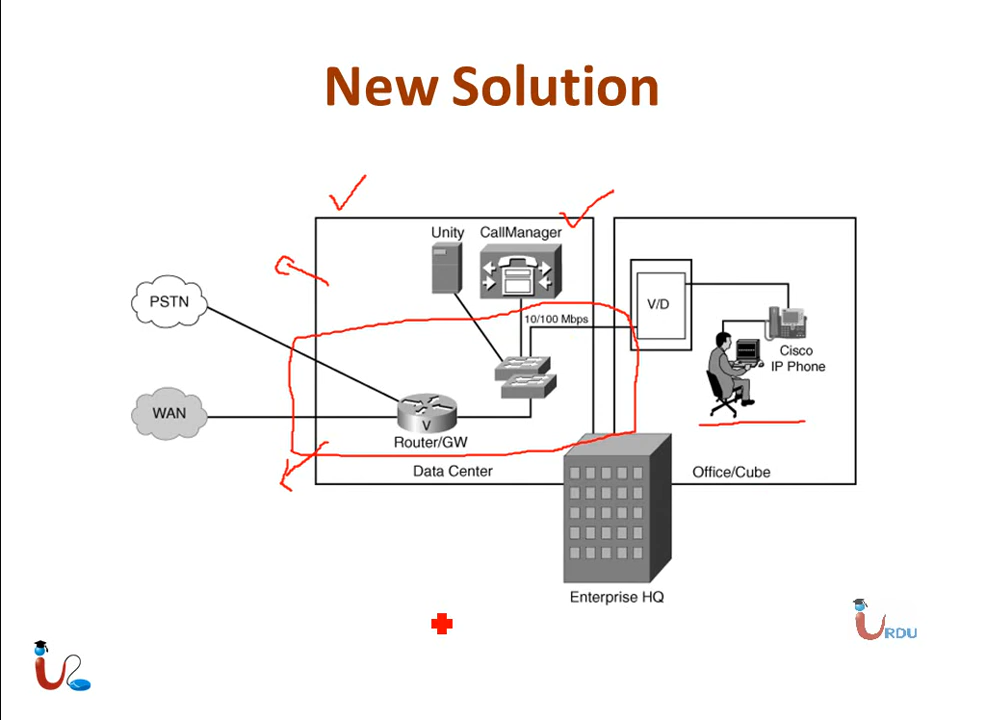 New Solution
Unity
CallManager
PSTN
10/100 Mbps
V/D
Cisco
IP Phone
WAN
V
Router/GW
Data Center
Office/Cube
Enterprise HQ
URDU